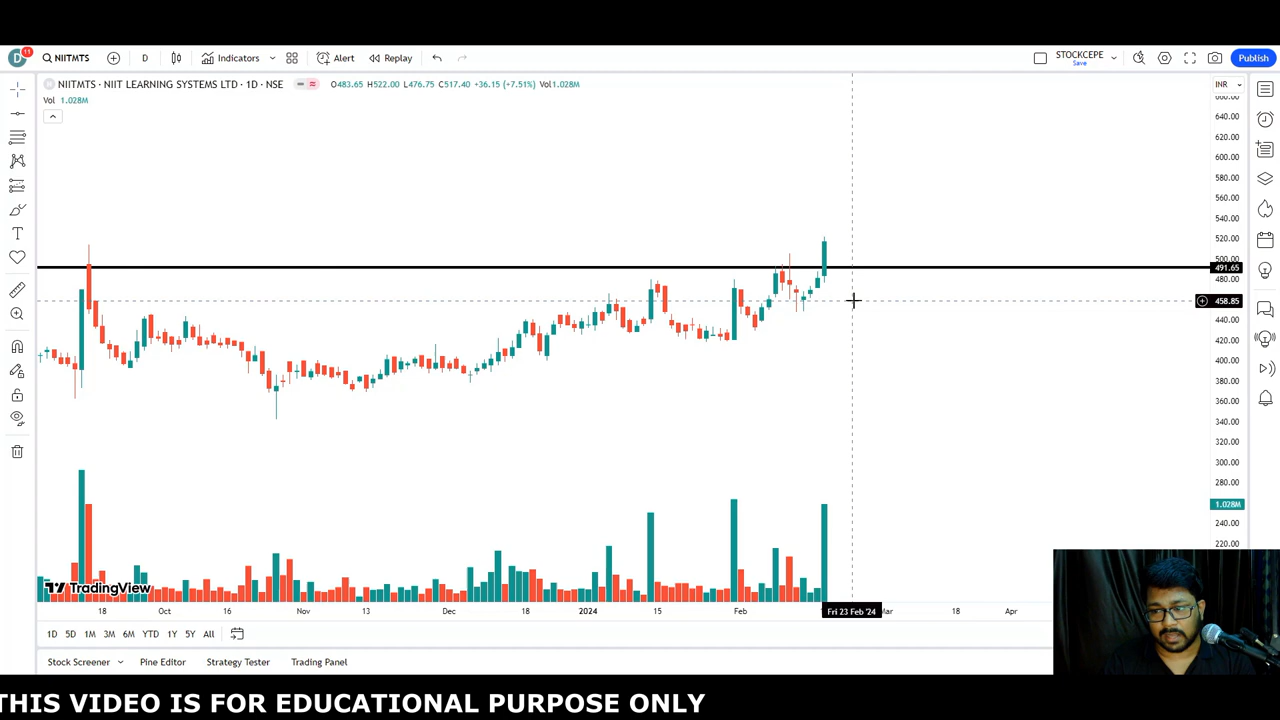 D 11 NIITMTS D Indicators Alert Replay STOCKCEPE Save Publish
NIITMTS · NIIT LEARNING SYSTEMS LTD · 1D · NSE O483.65 H522.00 L476.75 C517.40 +36.15 (+7.51%) Vol1.028M INR
Vol 1.028M
640.00
620.00
600.00
580.00
560.00
540.00
520.00
500.00
491.65
480.00
458.85
440.00
420.00
400.00
380.00
360.00
340.00
320.00
300.00
280.00
1.028M
240.00
220.00
TradingView
18 Oct 16 Nov 13 Dec 18 2024 15 Feb Fri 23 Feb '24 Mar 18 Apr
1D 5D 1M 3M 6M YTD 1Y 5Y All
Stock Screener Pine Editor Strategy Tester Trading Panel
THIS VIDEO IS FOR EDUCATIONAL PURPOSE ONLY